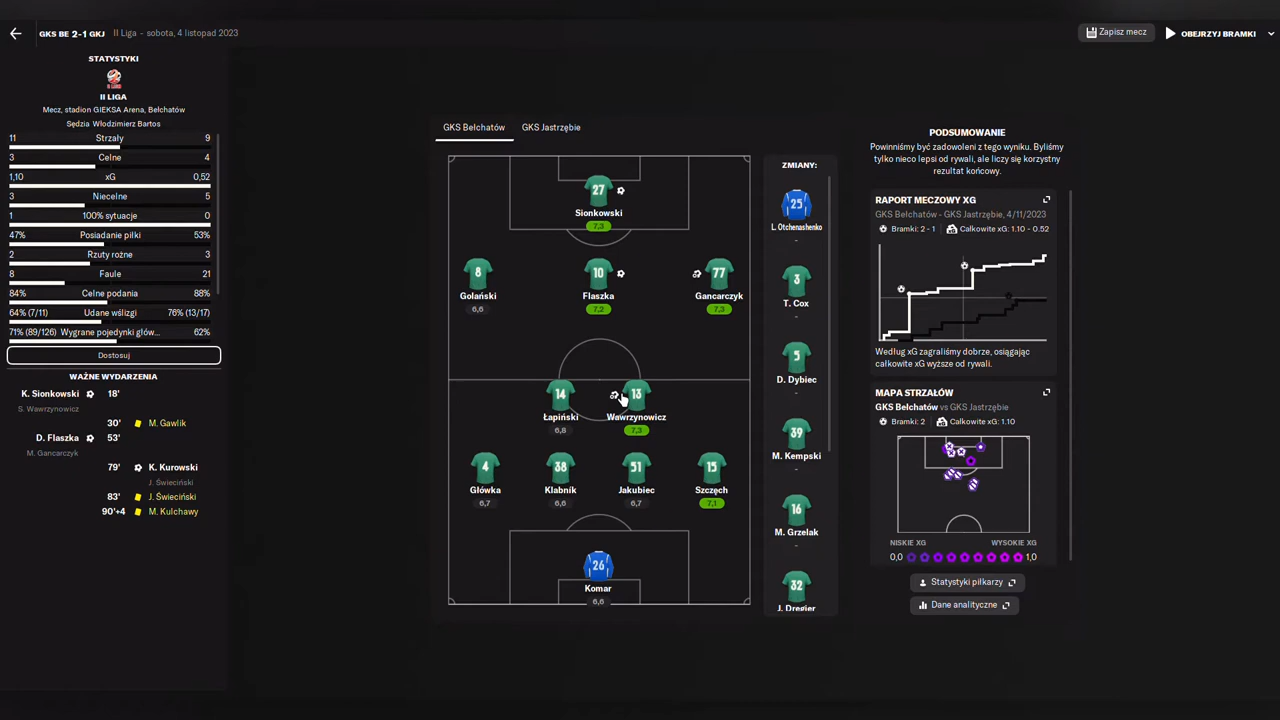 GKS BE 2-1 GKJ
II Liga - sobota, 4 listopad 2023
Zapisz mecz
OBEJRZYJ BRAMKI
STATYSTYKI
II LIGA
Mecz, stadion GIEKSA Arena, Bełchatów
Sędzia Włodzimierz Bartos
11 Strzały 9
3 Celne 4
1,10 xG 0,52
3 Niecelne 5
1 100% sytuacje 0
47% Posiadanie piłki 53%
2 Rzuty rożne 3
8 Faule 21
84% Celne podania 88%
64% (7/11) Udane wślizgi 76% (13/17)
71% (89/126) Wygrane pojedynki głów... 62%
Dostosuj
WAŻNE WYDARZENIA
K. Sionkowski 18'
S. Wawrzynowicz
30' M. Gawlik
D. Flaszka 53'
M. Gancarczyk
79' K. Kurowski
J. Świeciński
83' J. Świeciński
90'+4 M. Kulchawy
GKS Bełchatów GKS Jastrzębie
27
Sionkowski
7,3
8 10 77
Golański Flaszka Gancarczyk
6,6 7,2 7,3
14 13
Łapiński Wawrzynowicz
6,8 7,3
4 38 51 15
Główka Klabnik Jakubiec Szczęch
6,7 6,6 6,7 7,1
26
Komar
6,6
ZMIANY:
25
I. Otchenashenko
-
3
T. Cox
-
5
D. Dybiec
-
39
M. Kempski
-
16
M. Grzelak
-
32
J. Dregier
PODSUMOWANIE
Powinniśmy być zadowoleni z tego wyniku. Byliśmy
tylko nieco lepsi od rywali, ale liczy się korzystny
rezultat końcowy.
RAPORT MECZOWY XG
GKS Bełchatów - GKS Jastrzębie, 4/11/2023
Bramki: 2 - 1 Całkowite xG: 1.10 - 0.52
Według xG zagraliśmy dobrze, osiągając
całkowite xG wyższe od rywali.
MAPA STRZAŁÓW
GKS Bełchatów vs GKS Jastrzębie
Bramki: 2 Całkowite xG: 1.10
NISKIE XG WYSOKIE XG
0,0 1,0
Statystyki piłkarzy
Dane analityczne